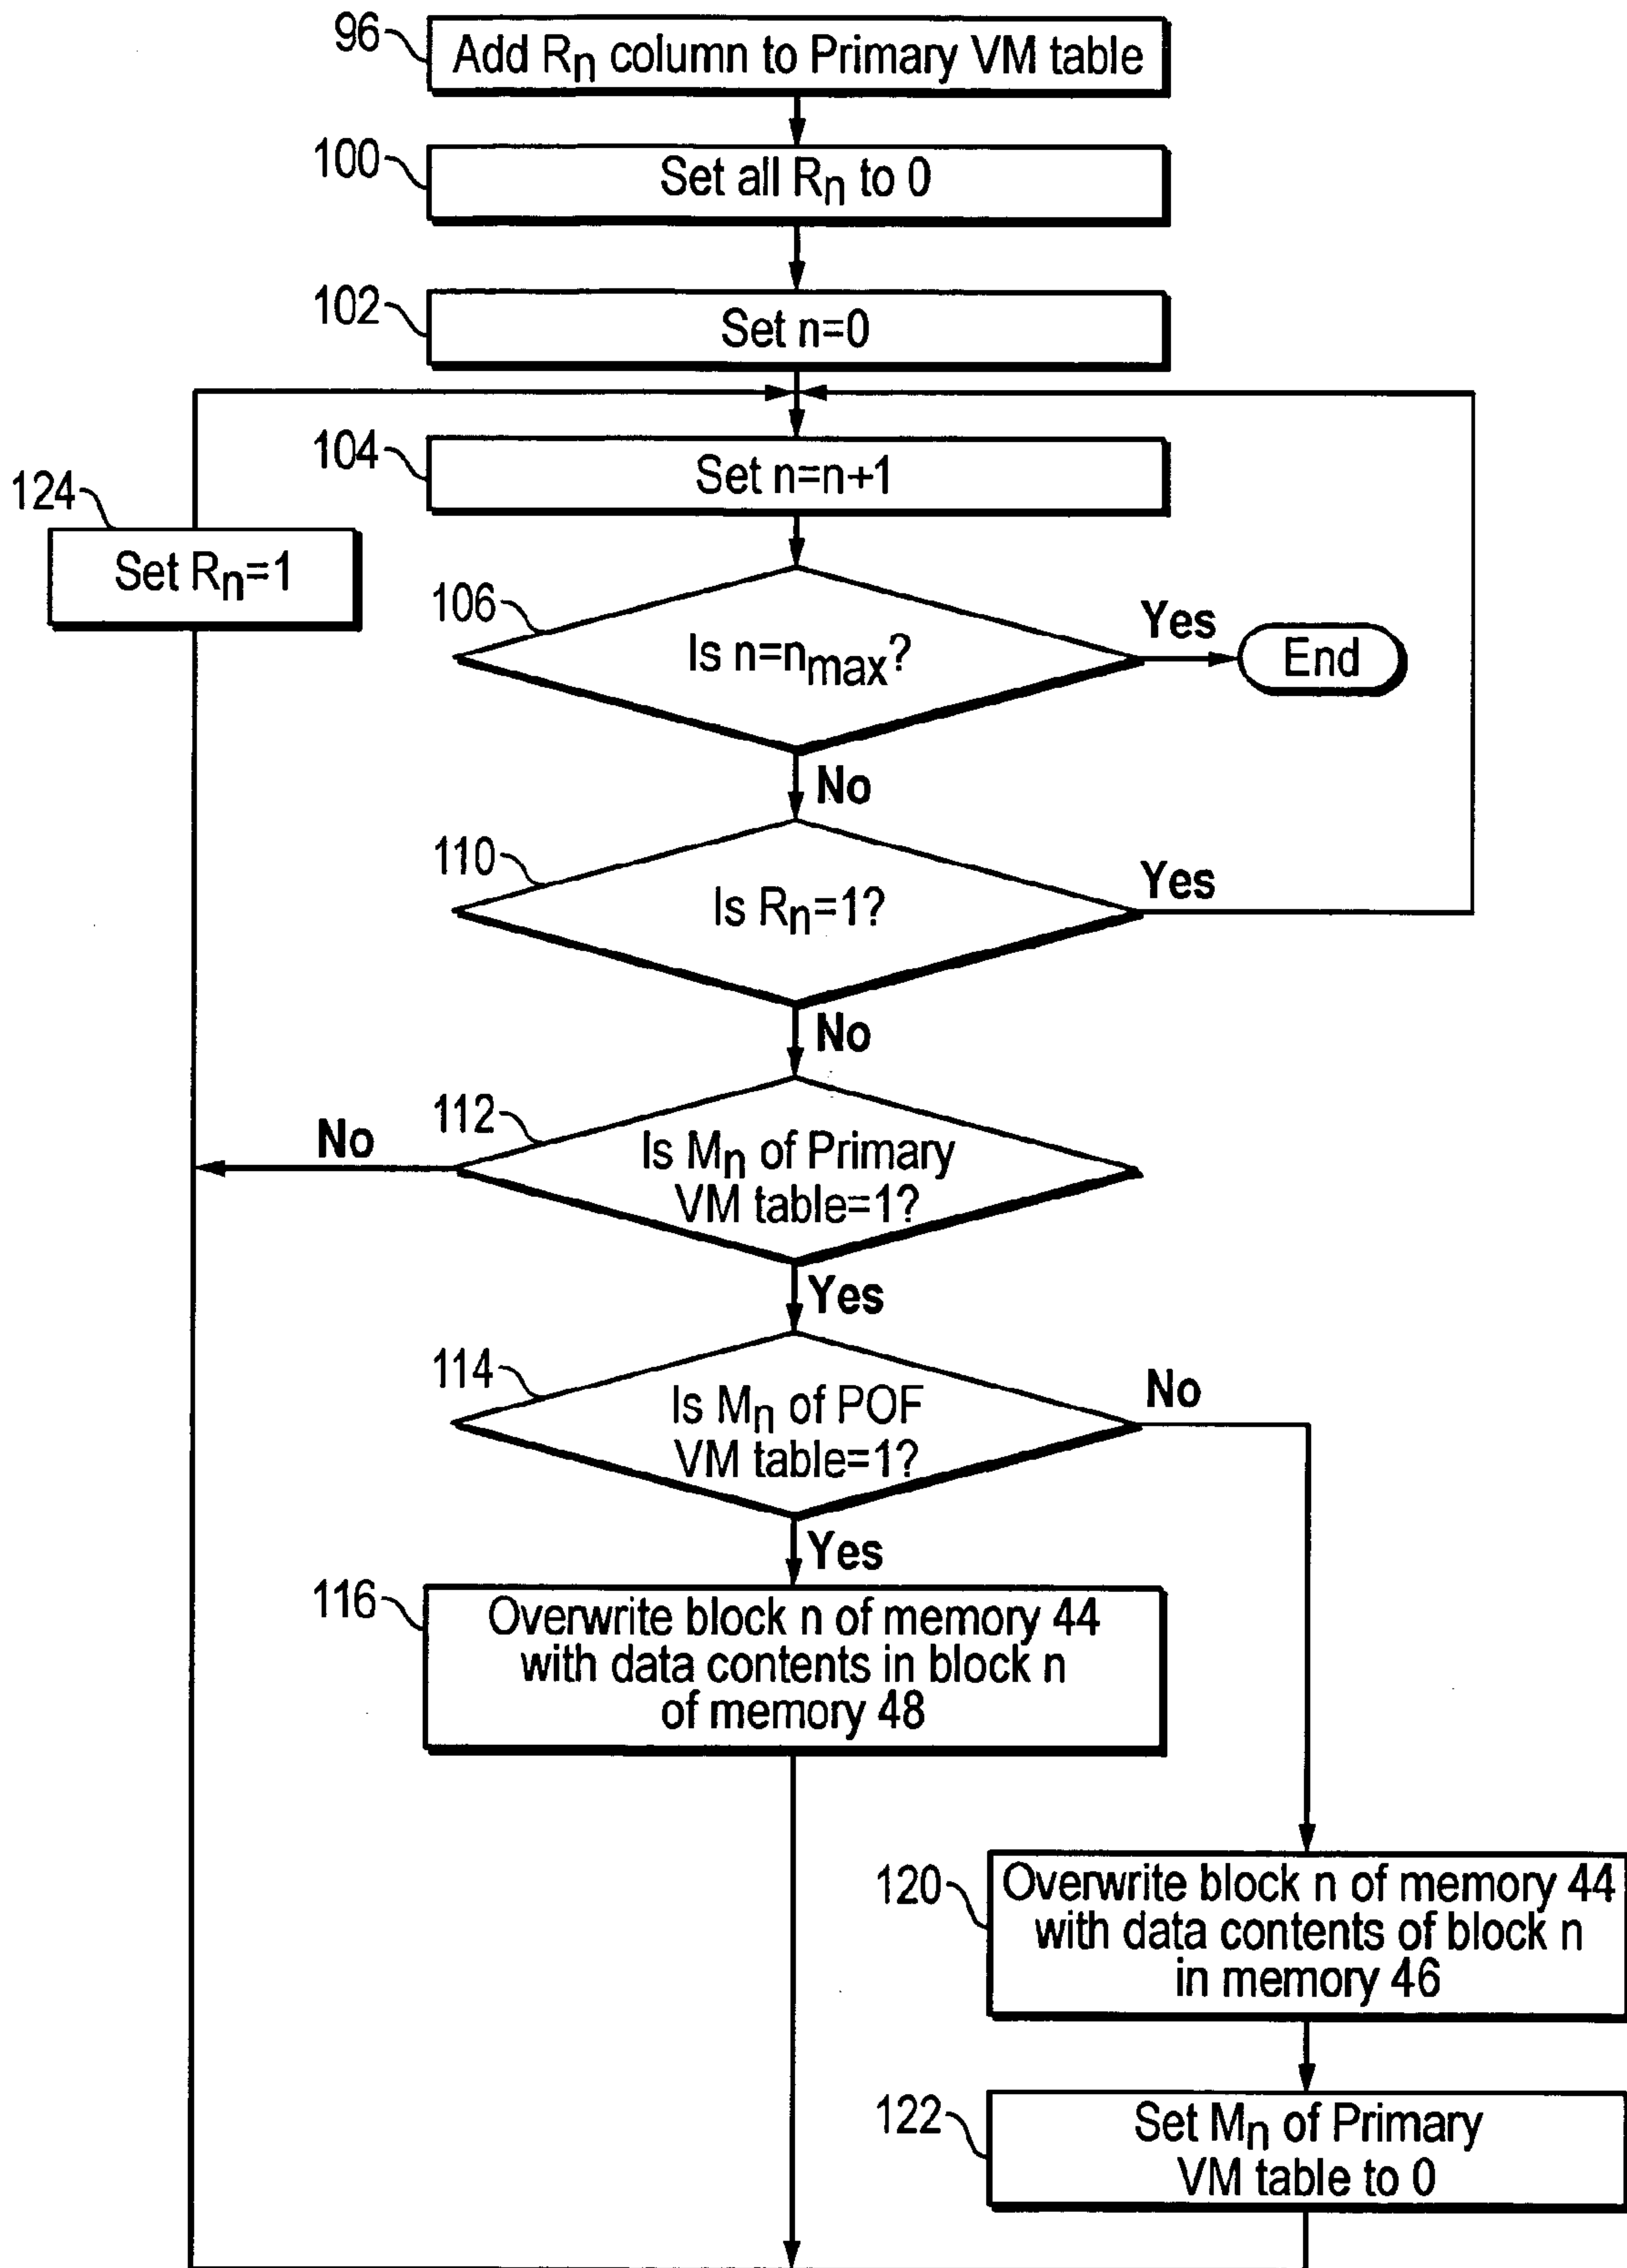 96
Add Rn column to Primary VM table
100
Set all Rn to 0
102
Set n=0
104
Set n=n+1
124
Set Rn=1
106
Is n=nmax?
Yes
End
No
110
Is Rn=1?
Yes
No
112
Is Mn of Primary
VM table=1?
No
Yes
114
Is Mn of POF
VM table=1?
No
Yes
116
Overwrite block n of memory 44
with data contents in block n
of memory 48
120
Overwrite block n of memory 44
with data contents of block n
in memory 46
122
Set Mn of Primary
VM table to 0